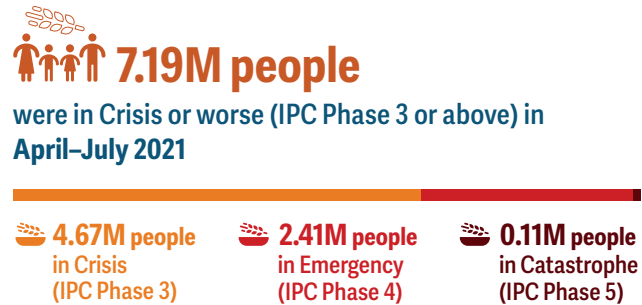 7.19M people
were in Crisis or worse (IPC Phase 3 or above) in
April–July 2021
4.67M people
in Crisis
(IPC Phase 3)
2.41M people
in Emergency
(IPC Phase 4)
0.11M people
in Catastrophe
(IPC Phase 5)